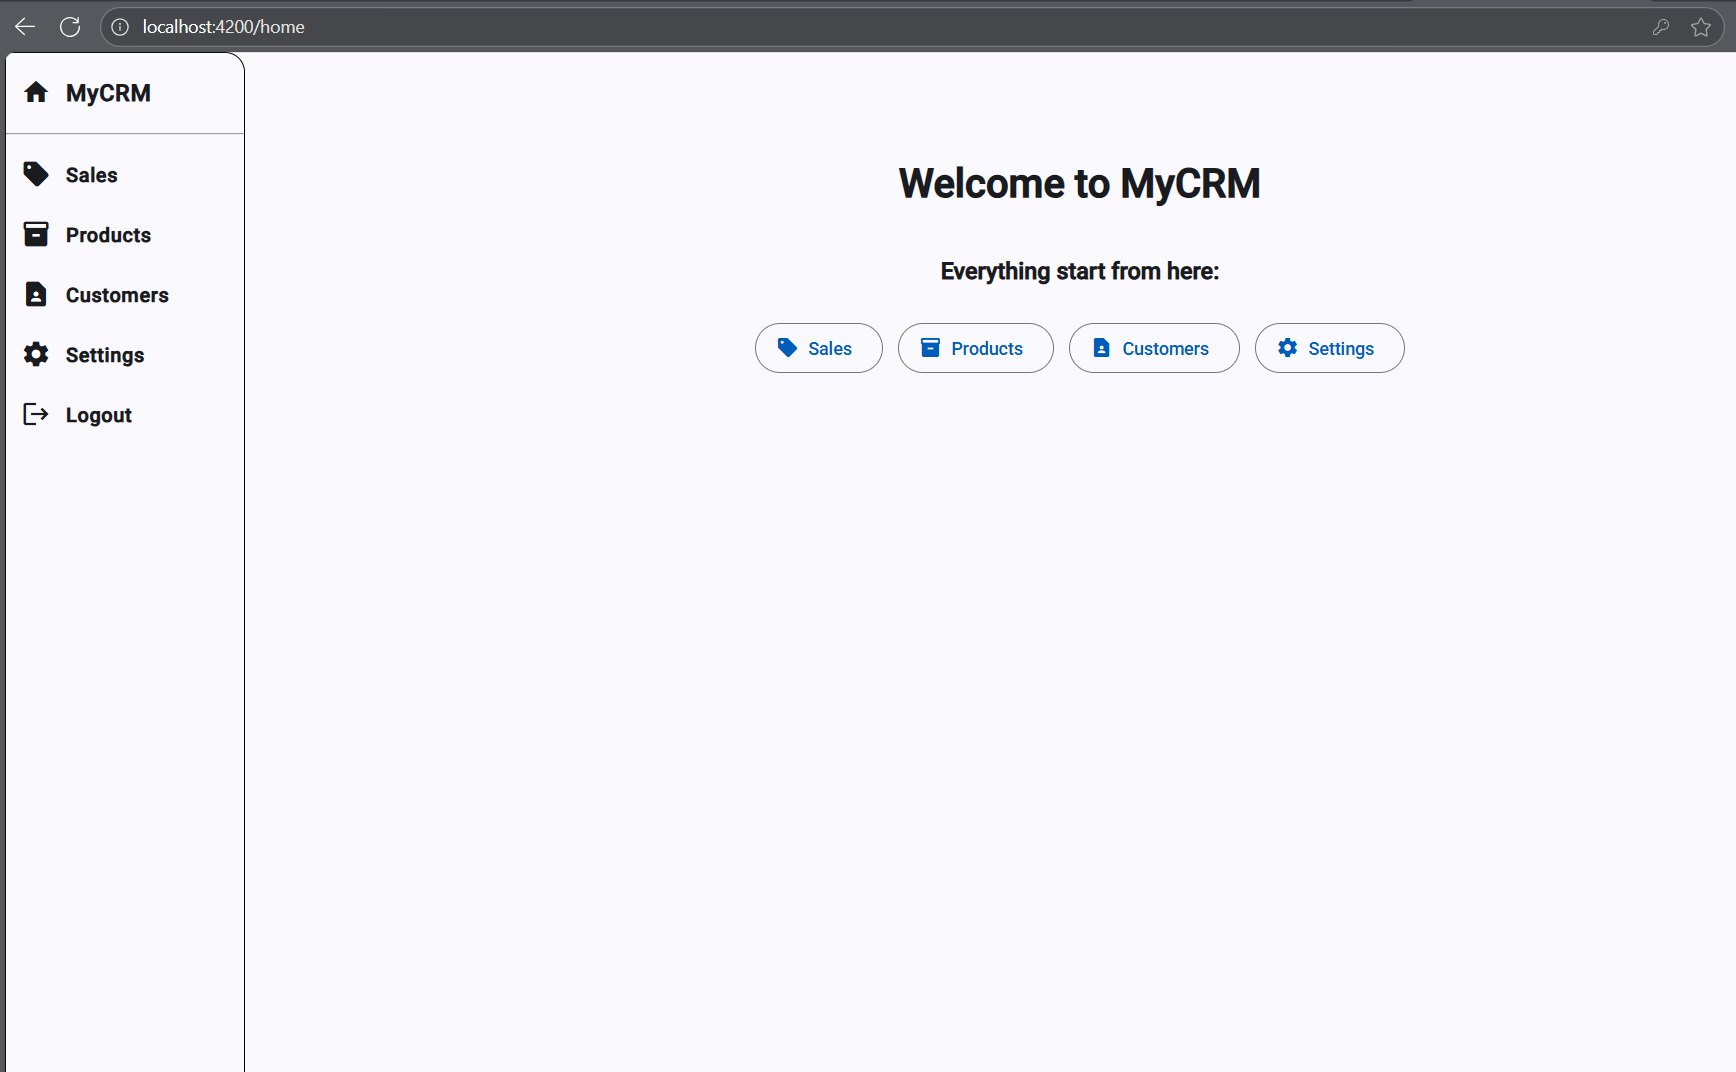 localhost:4200/home
MyCRM
Sales
Products
Customers
Settings
Logout
Welcome to MyCRM
Everything start from here:
Sales Products Customers Settings